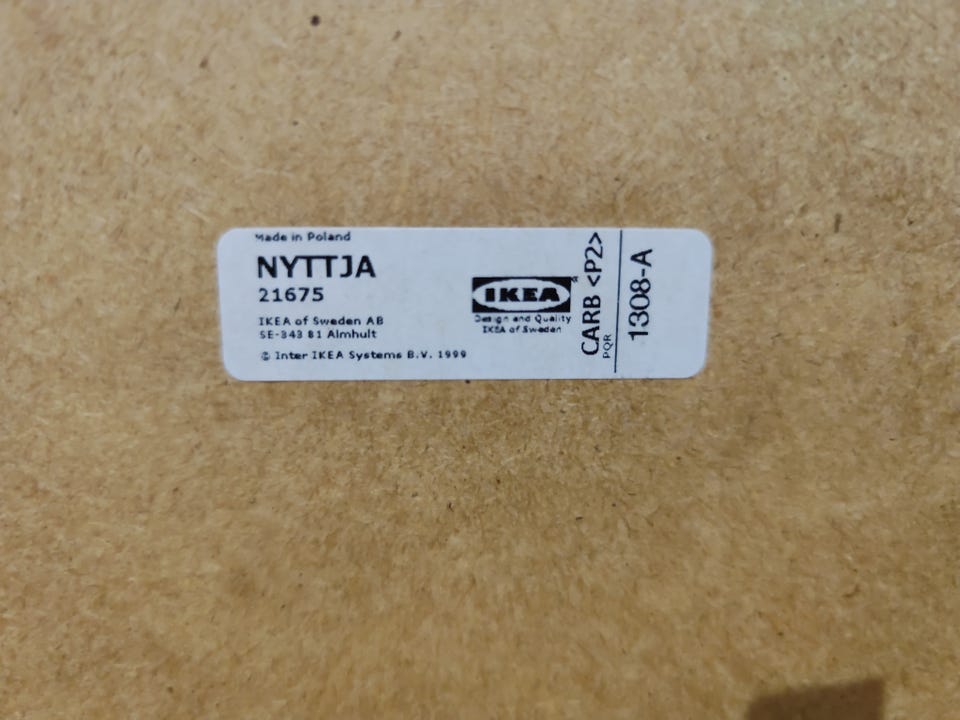 Made in Poland
NYTTJA
21675
IKEA of Sweden AB
SE-343 81 Älmhult
© Inter IKEA Systems B.V. 1999
IKEA®
Design and Quality
IKEA of Sweden
CARB <P2>
PQR
1308-A